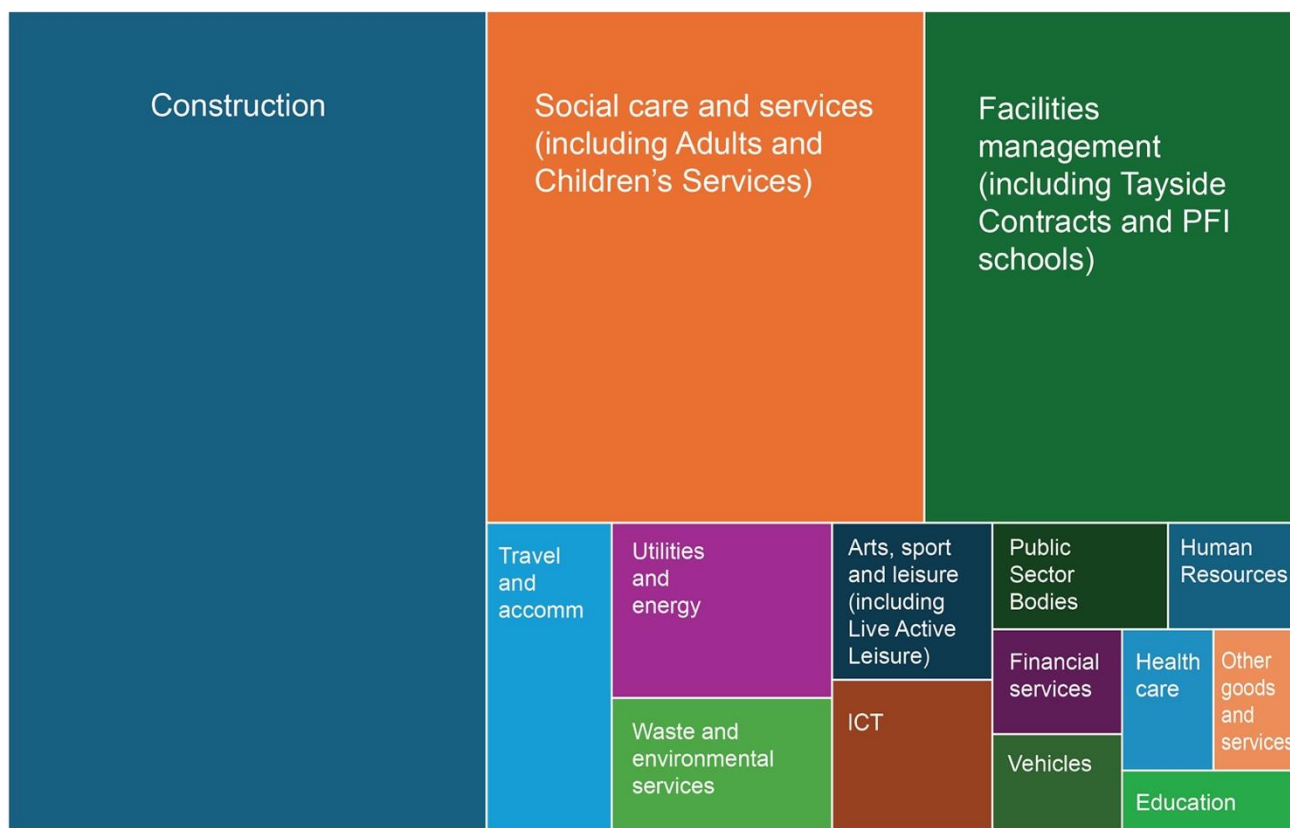 Construction
Social care and services
(including Adults and
Children’s Services)
Facilities
management
(including Tayside
Contracts and PFI
schools)
Travel
and
accomm
Utilities
and
energy
Waste and
environmental
services
Arts, sport
and leisure
(including
Live Active
Leisure)
ICT
Public
Sector
Bodies
Human
Resources
Financial
services
Vehicles
Health
care
Other
goods
and
services
Education